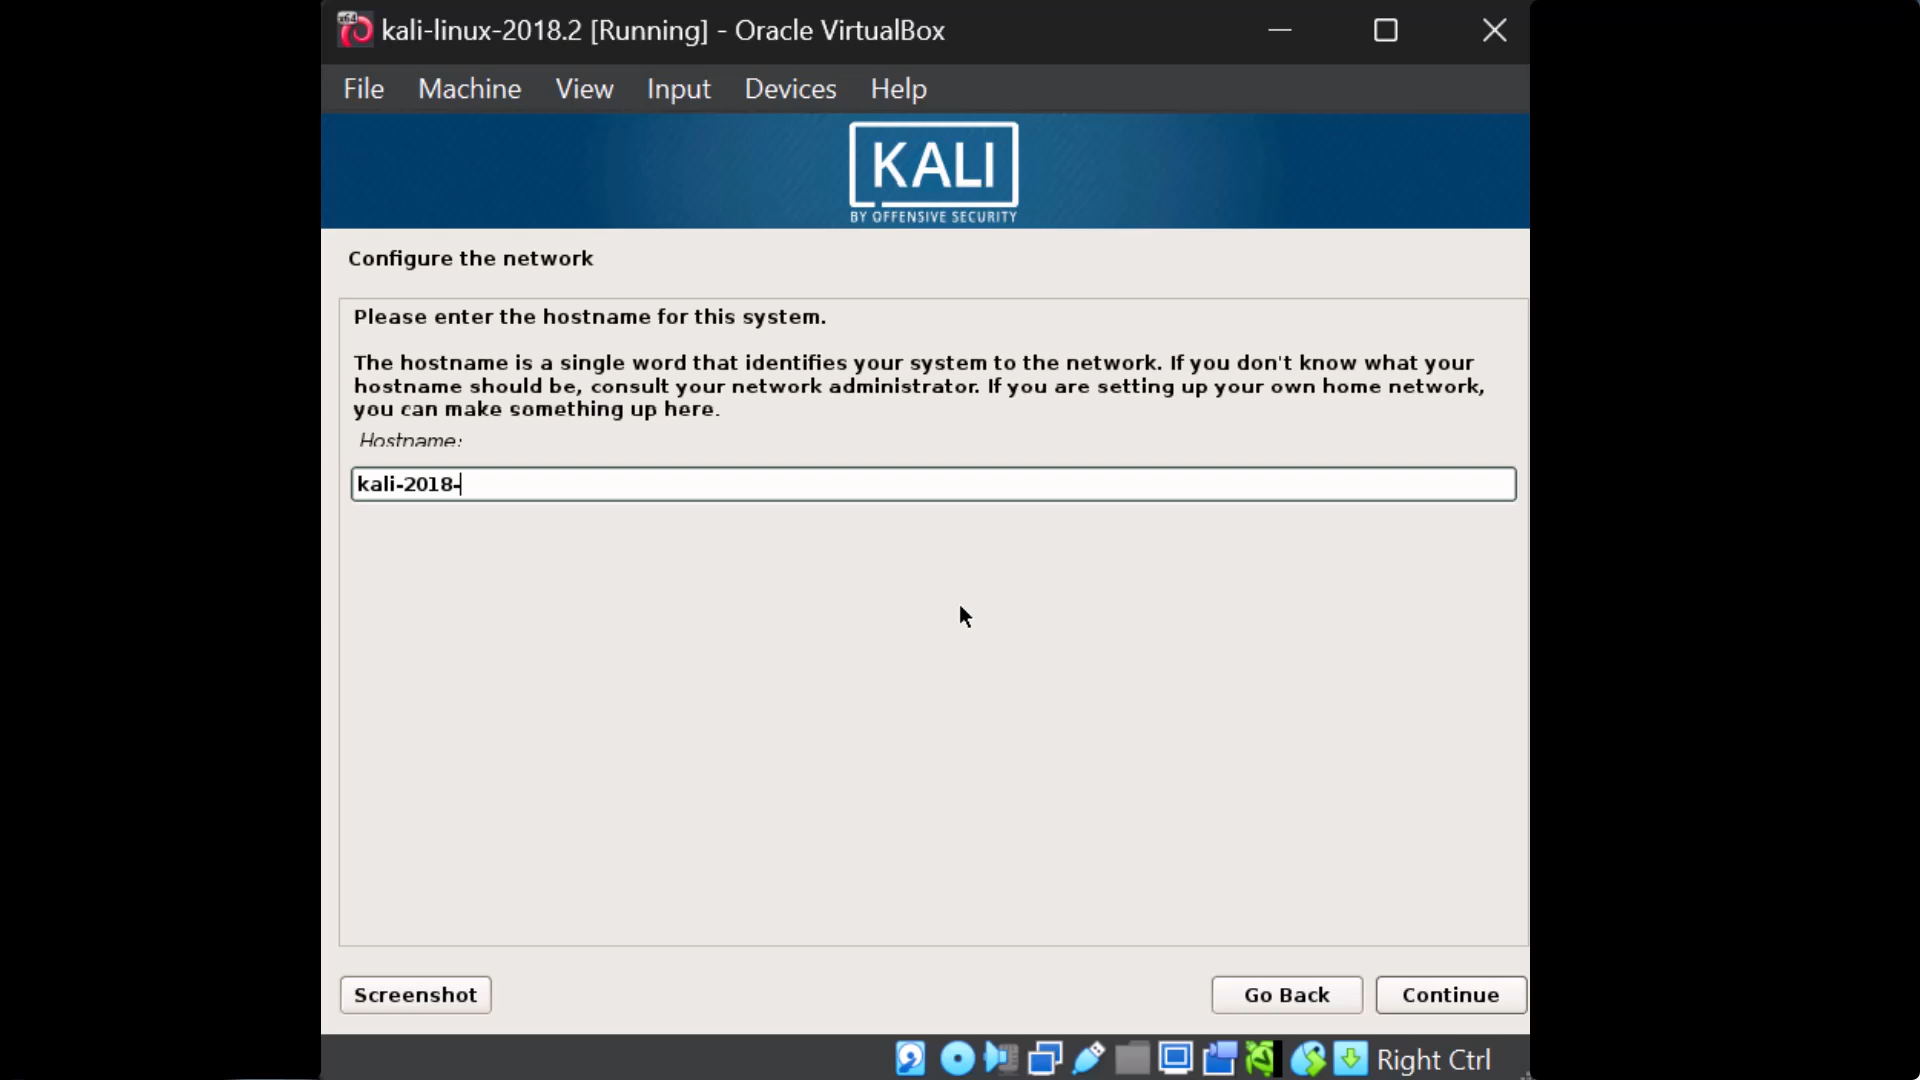 kali-linux-2018.2 [Running] - Oracle VirtualBox
File Machine View Input Devices Help
KALI
BY OFFENSIVE SECURITY
Configure the network
Please enter the hostname for this system.
The hostname is a single word that identifies your system to the network. If you don't know what your
hostname should be, consult your network administrator. If you are setting up your own home network,
you can make something up here.
Hostname:
kali-2018-
Screenshot Go Back Continue
Right Ctrl